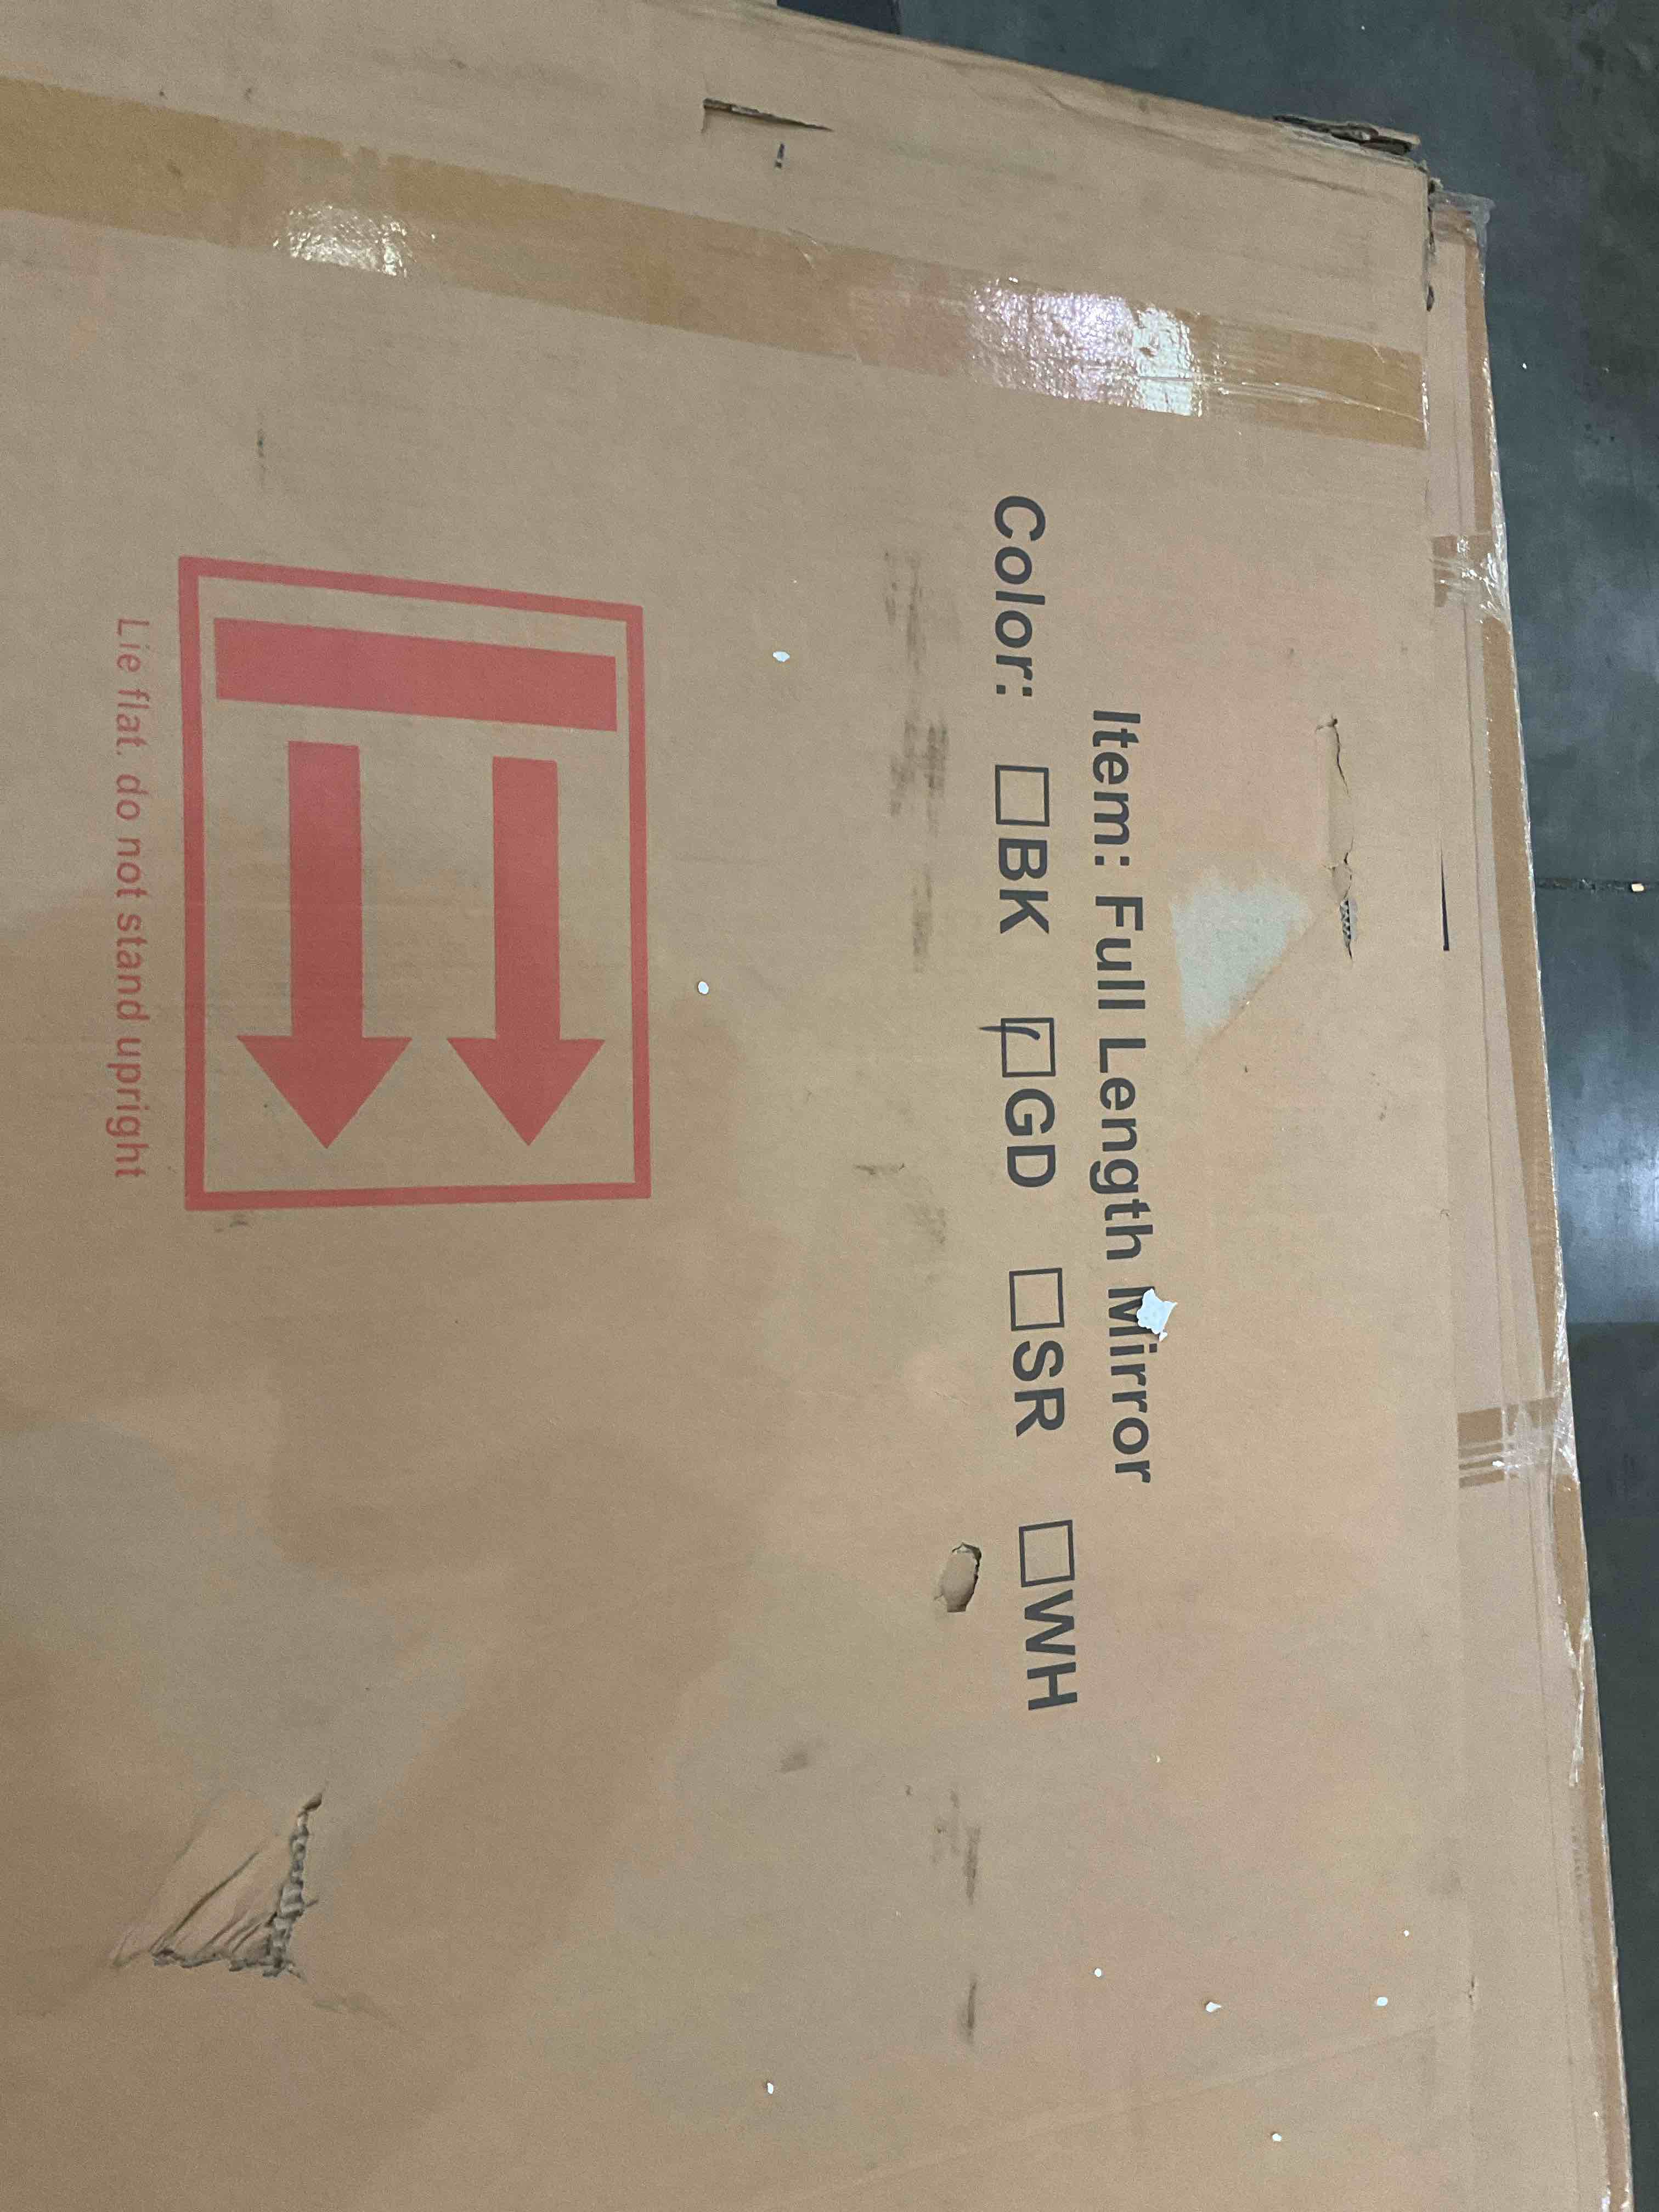 Item: Full Length Mirror
Color: ☐BK ☑GD ☐SR ☐WH
Lie flat. do not stand upright